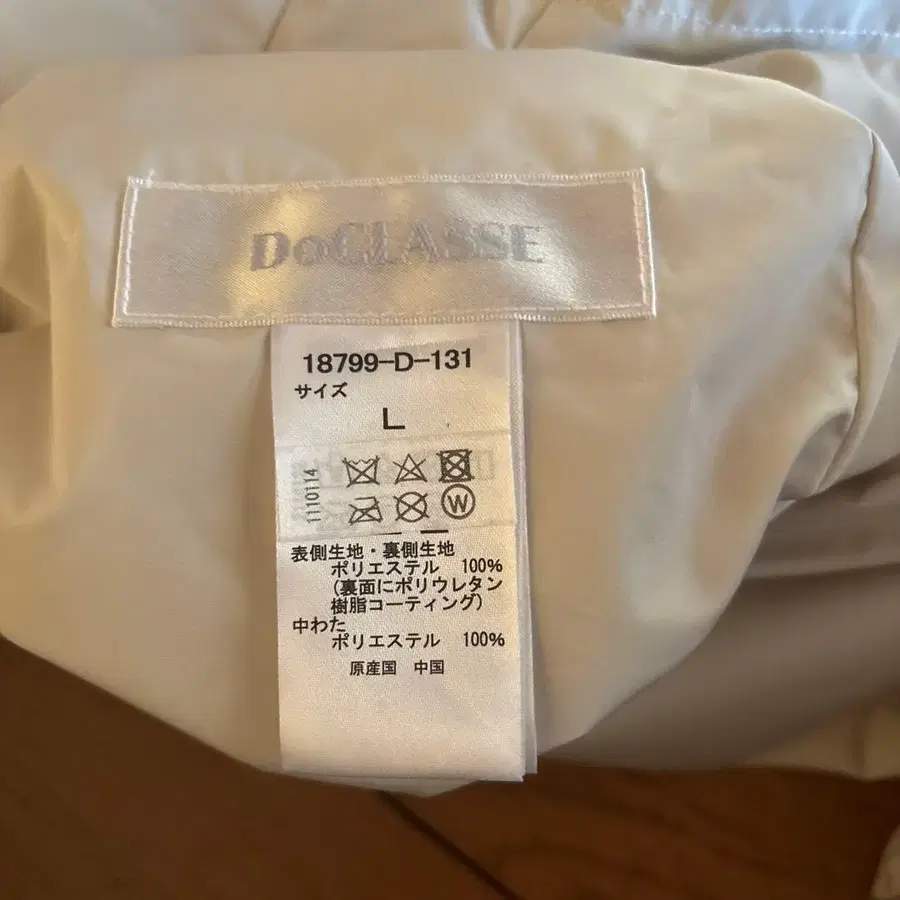 DoCLASSE
18799-D-131
サイズ
L
1110114
W
表側生地・裏側生地
ポリエステル 100%
(裏面にポリウレタン
樹脂コーティング)
中わた
ポリエステル 100%
原産国 中国